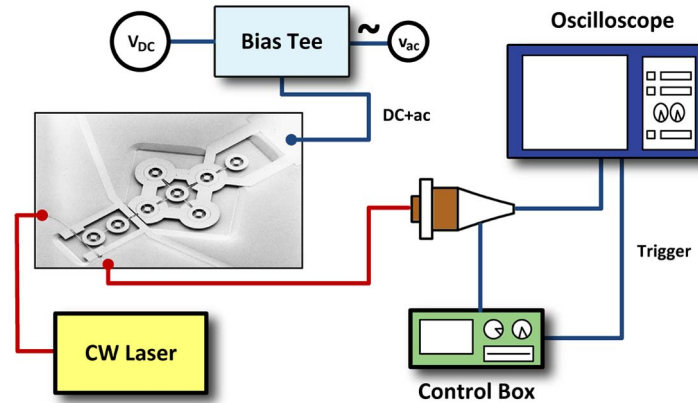 Oscilloscope
V_DC
Bias Tee
~
v_ac
DC+ac
Trigger
CW Laser
Control Box